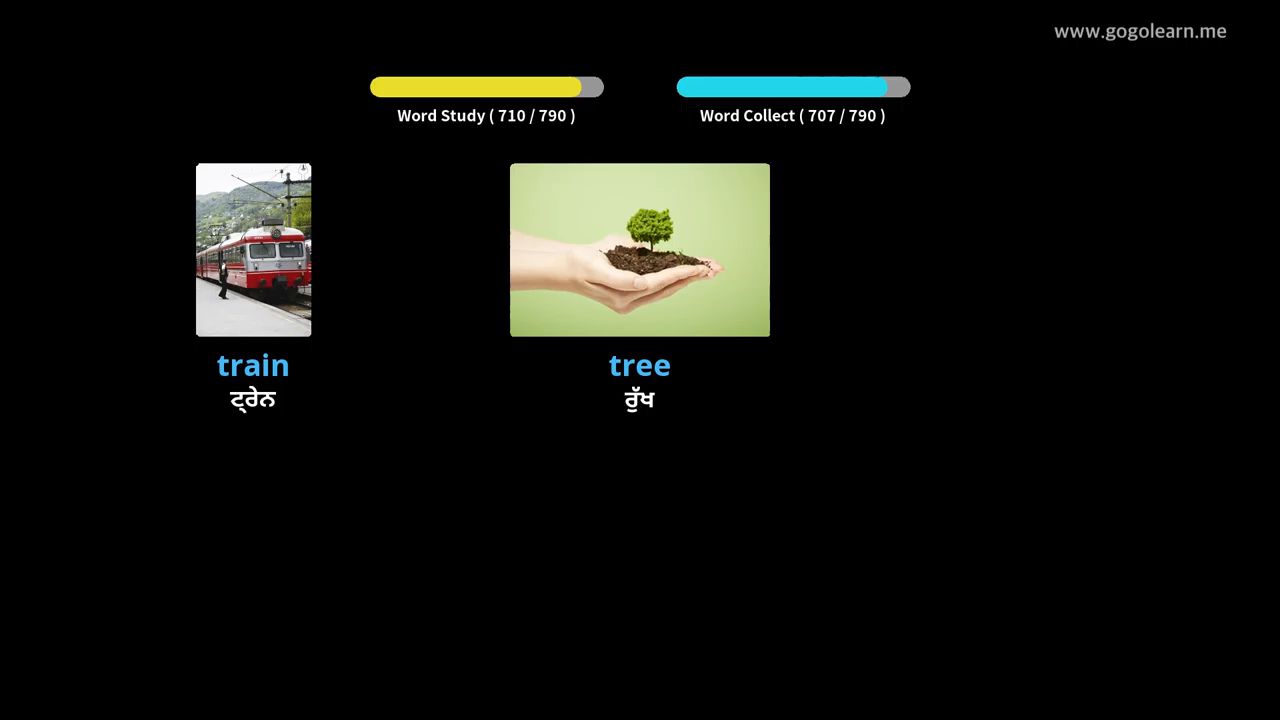 www.gogolearn.me
Word Study ( 710 / 790 )
Word Collect ( 707 / 790 )
train
ਟ੍ਰੇਨ
tree
ਰੁੱਖ